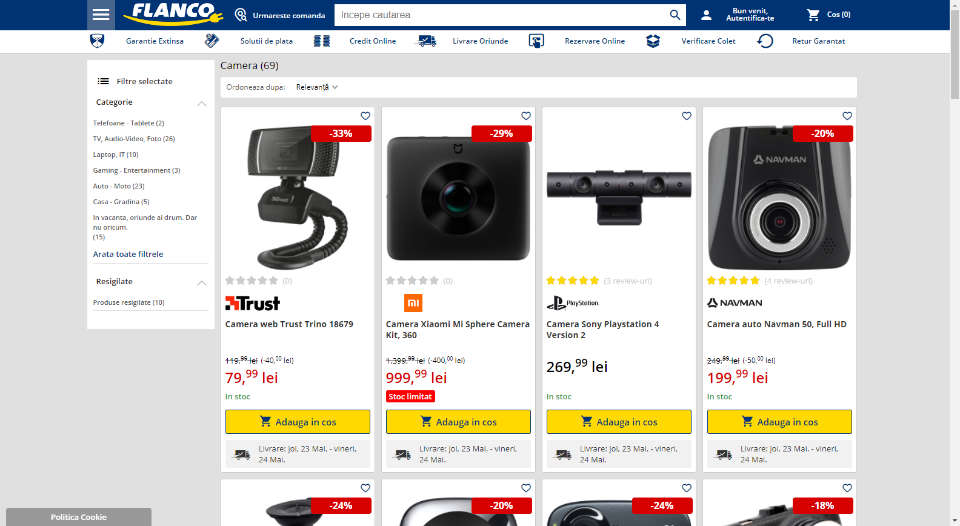 FLANCO
Urmareste comanda
Incepe cautarea
Bun venit,
Autentifica-te
Cos (0)
Garantie Extinsa
Solutii de plata
Credit Online
Livrare Oriunde
Rezervare Online
Verificare Colet
Retur Garantat
Filtre selectate
Categorie
Telefoane - Tablete (2)
TV, Audio-Video, Foto (26)
Laptop, IT (10)
Gaming - Entertainment (3)
Auto - Moto (23)
Casa - Gradina (5)
In vacanta, oriunde ai drum. Dar
nu oricum.
(15)
Arata toate filtrele
Resigilate
Produse resigilate (10)
Camera (69)
Ordoneaza dupa: Relevanță
-33%
Trust
(0)
Trust
Camera web Trust Trino 18679
119,99 lei (-40,00 lei)
79,99 lei
In stoc
Adauga in cos
Livrare: Joi, 23 Mai. - vineri,
24 Mai.
-29%
(0)
mi
Camera Xiaomi Mi Sphere Camera
Kit, 360
1.399,99 lei (-400,00 lei)
999,99 lei
Stoc limitat
Adauga in cos
Livrare: Joi, 23 Mai. - vineri,
24 Mai.
(3 review-uri)
PlayStation
Camera Sony Playstation 4
Version 2
269,99 lei
In stoc
Adauga in cos
Livrare: Joi, 23 Mai. - vineri,
24 Mai.
-20%
NAVMAN
(4 review-uri)
NAVMAN
Camera auto Navman 50, Full HD
249,99 lei (-50,00 lei)
199,99 lei
In stoc
Adauga in cos
Livrare: Joi, 23 Mai. - vineri,
24 Mai.
-24%
-20%
-24%
-18%
Politica Cookie